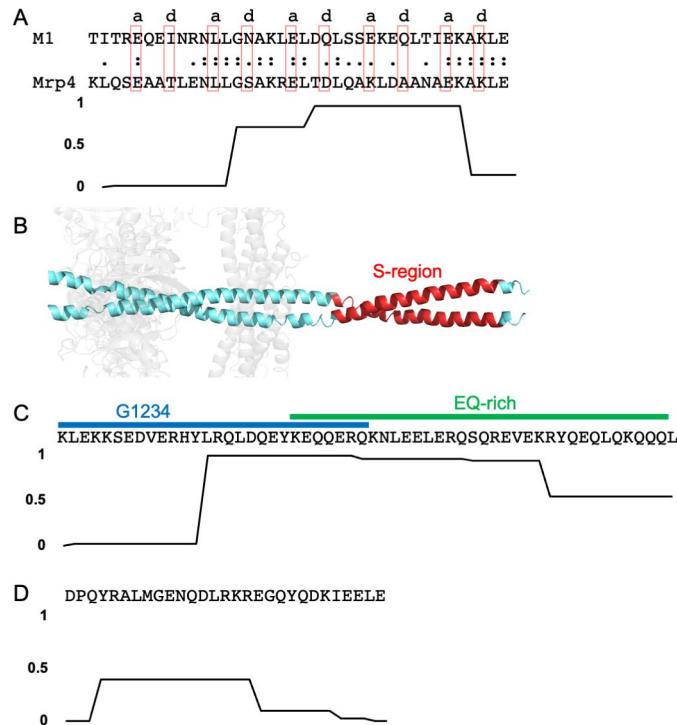 A
a d a d a d a d a d
M1 TITREQEINRNLLGNAKLELDQLSSEKEQLTIEKAKLE
Mrp4 KLQSEAATLENLLGSAKRELTDLQAKLDAANAEKAKLE
1
0.5
0
B
S-region
C
G1234 EQ-rich
KLEKKSEDVERHYLRQLDQEYKEQQERQKNLEELERQSQREVEKRYQEQLQKQQQL
1
0.5
0
D
DPQYRALMGENQDLRKREGQYQDKIEELE
1
0.5
0